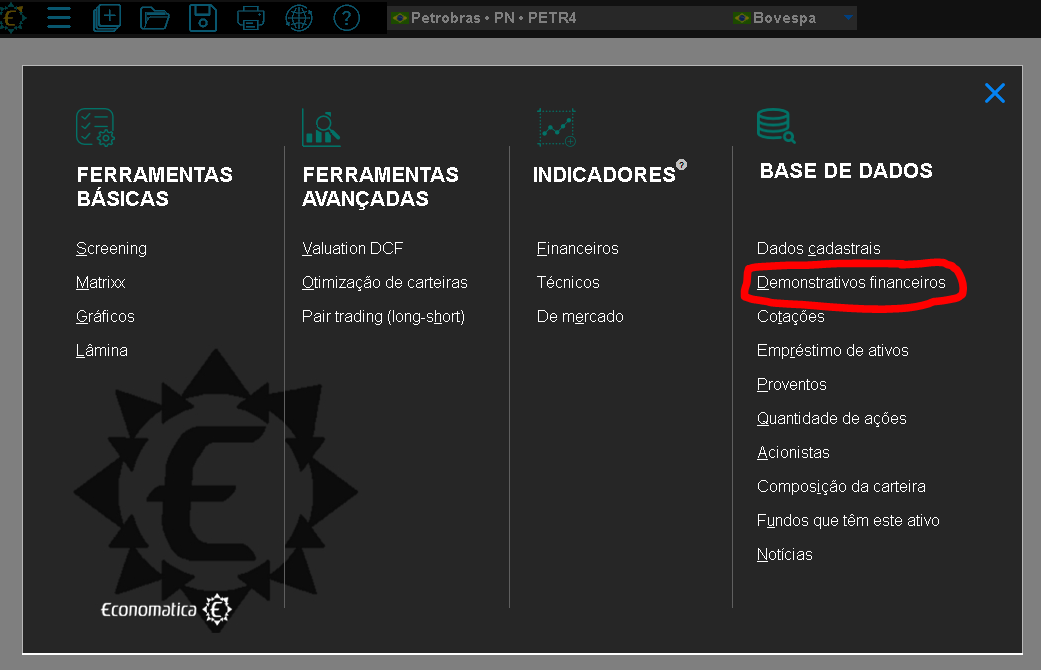 Petrobras • PN • PETR4
Bovespa
FERRAMENTAS
BÁSICAS
Screening
Matrixx
Gráficos
Lâmina
FERRAMENTAS
AVANÇADAS
Valuation DCF
Otimização de carteiras
Pair trading (long-short)
INDICADORES ?
Financeiros
Técnicos
De mercado
BASE DE DADOS
Dados cadastrais
Demonstrativos financeiros
Cotações
Empréstimo de ativos
Proventos
Quantidade de ações
Acionistas
Composição da carteira
Fundos que têm este ativo
Notícias
Economatica